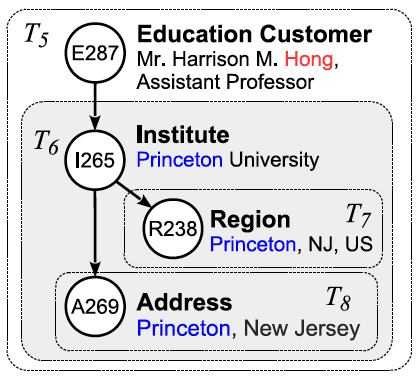 T5
E287
Education Customer
Mr. Harrison M. Hong,
Assistant Professor
T6
I265
Institute
Princeton University
R238
Region
T7
Princeton, NJ, US
A269
Address
T8
Princeton, New Jersey